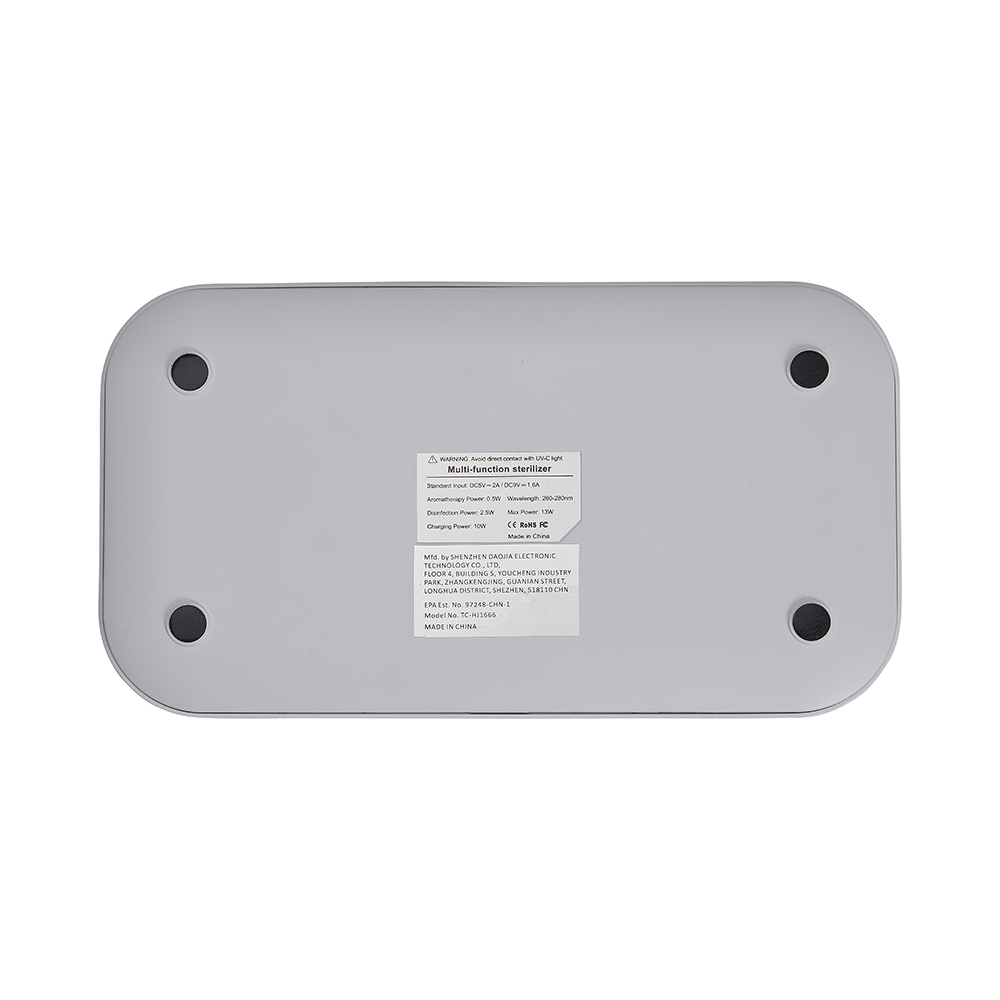 WARNING: Avoid direct contact with UV-C light
Multi-function sterilizer
Standard Input: DC5V⎓2A / DC9V⎓1.6A
Aromatherapy Power: 0.5W Wavelength: 260-280nm
Disinfection Power: 2.5W Max Power: 13W
Charging Power: 10W CE RoHS FC
Made in China
Mfd. by SHENZHEN DAOJIA ELECTRONIC
TECHNOLOGY CO., LTD,
FLOOR 4, BUILDING 5, YOUCHENG INDUSTRY
PARK, ZHANGKENGJING, GUANIAN STREET,
LONGHUA DISTRICT, SHEZHEN, 518110 CHN
EPA Est. No. 97248-CHN-1
Model No. TC-HJ1666
MADE IN CHINA